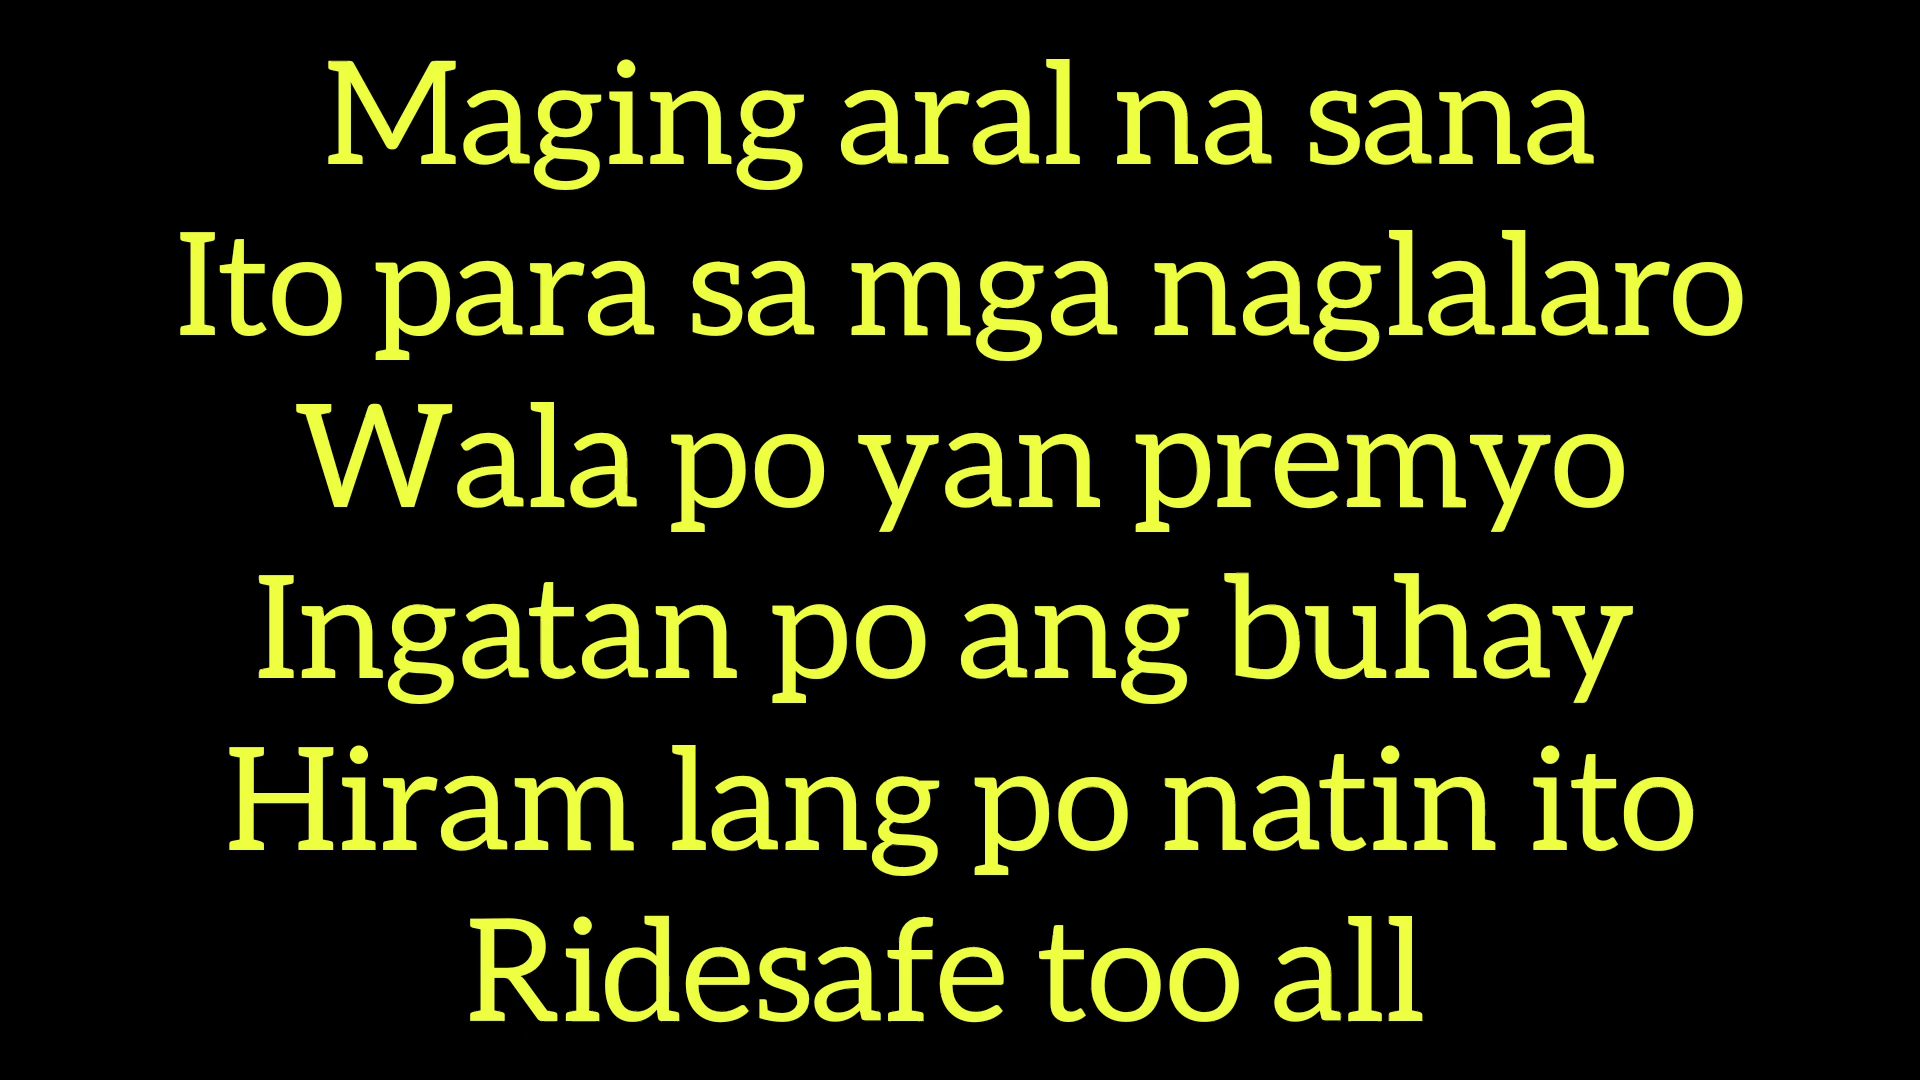 Maging aral na sana
Ito para sa mga naglalaro
Wala po yan premyo
Ingatan po ang buhay
Hiram lang po natin ito
Ridesafe too all